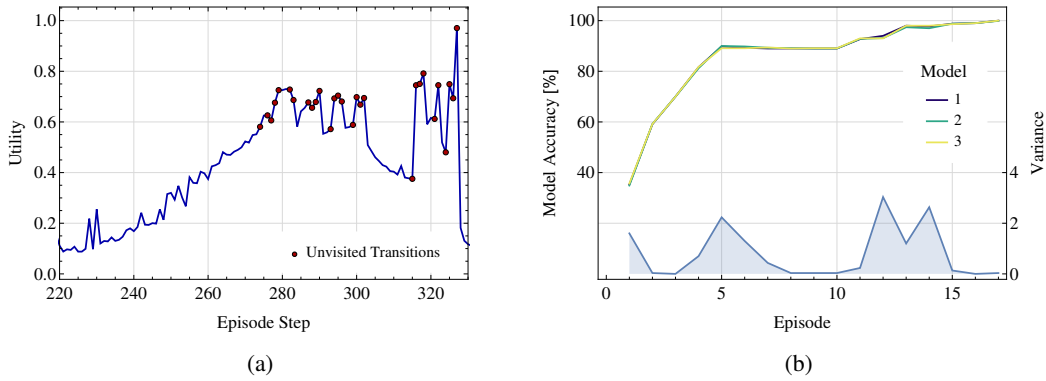 1.0
0.8
0.6
0.4
0.2
0.0
Utility
Unvisited Transitions
220 240 260 280 300 320
Episode Step
(a)
100%
80
60
40
Model Accuracy [%]
Model
1
2
3
4
2
0
Variance
0 5 10 15
Episode
(b)